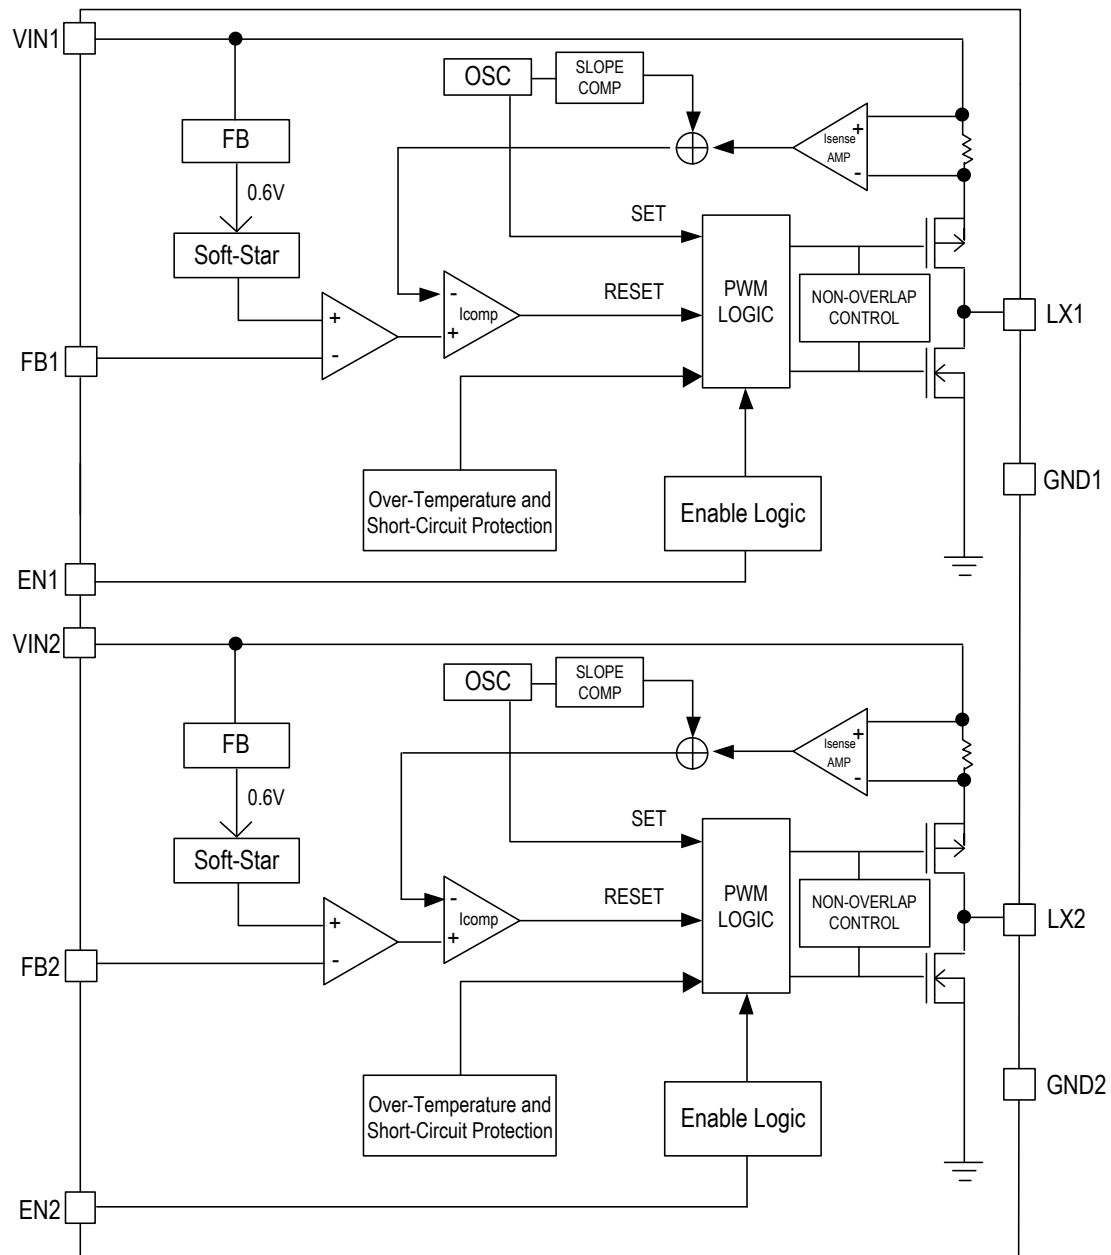 VIN1
OSC
SLOPE
COMP
FB
+
Isense
AMP
-
0.6V
SET
Soft-Star
PWM
LOGIC
NON-OVERLAP
CONTROL
RESET
-
Icomp
+
LX1
+
-
FB1
Over-Temperature and
Short-Circuit Protection
Enable Logic
GND1
EN1
VIN2
OSC
SLOPE
COMP
FB
+
Isense
AMP
-
0.6V
SET
Soft-Star
PWM
LOGIC
NON-OVERLAP
CONTROL
RESET
-
Icomp
+
LX2
+
-
FB2
Over-Temperature and
Short-Circuit Protection
Enable Logic
GND2
EN2